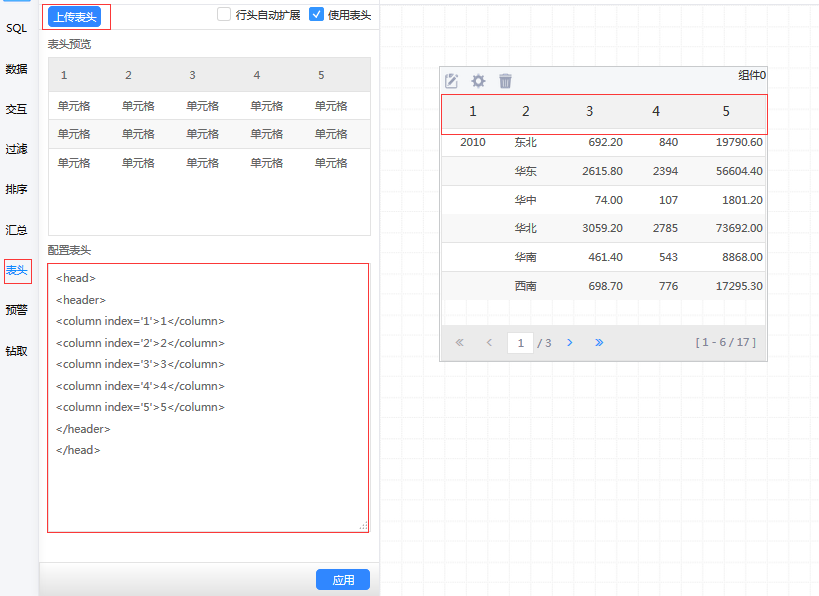 SQL
数据
交互
过滤
排序
汇总
表头
预警
钻取
上传表头 行头自动扩展 使用表头
表头预览
1 2 3 4 5
单元格 单元格 单元格 单元格 单元格
单元格 单元格 单元格 单元格 单元格
单元格 单元格 单元格 单元格 单元格
配置表头
<head>
<header>
<column index='1'>1</column>
<column index='2'>2</column>
<column index='3'>3</column>
<column index='4'>4</column>
<column index='5'>5</column>
</header>
</head>
应用
组件0
1 2 3 4 5
2010 东北 692.20 840 19790.60
华东 2615.80 2394 56604.40
华中 74.00 107 1801.20
华北 3059.20 2785 73692.00
华南 461.40 543 8868.00
西南 698.70 776 17295.30
« ‹ 1 / 3 › » [ 1 - 6 / 17 ]